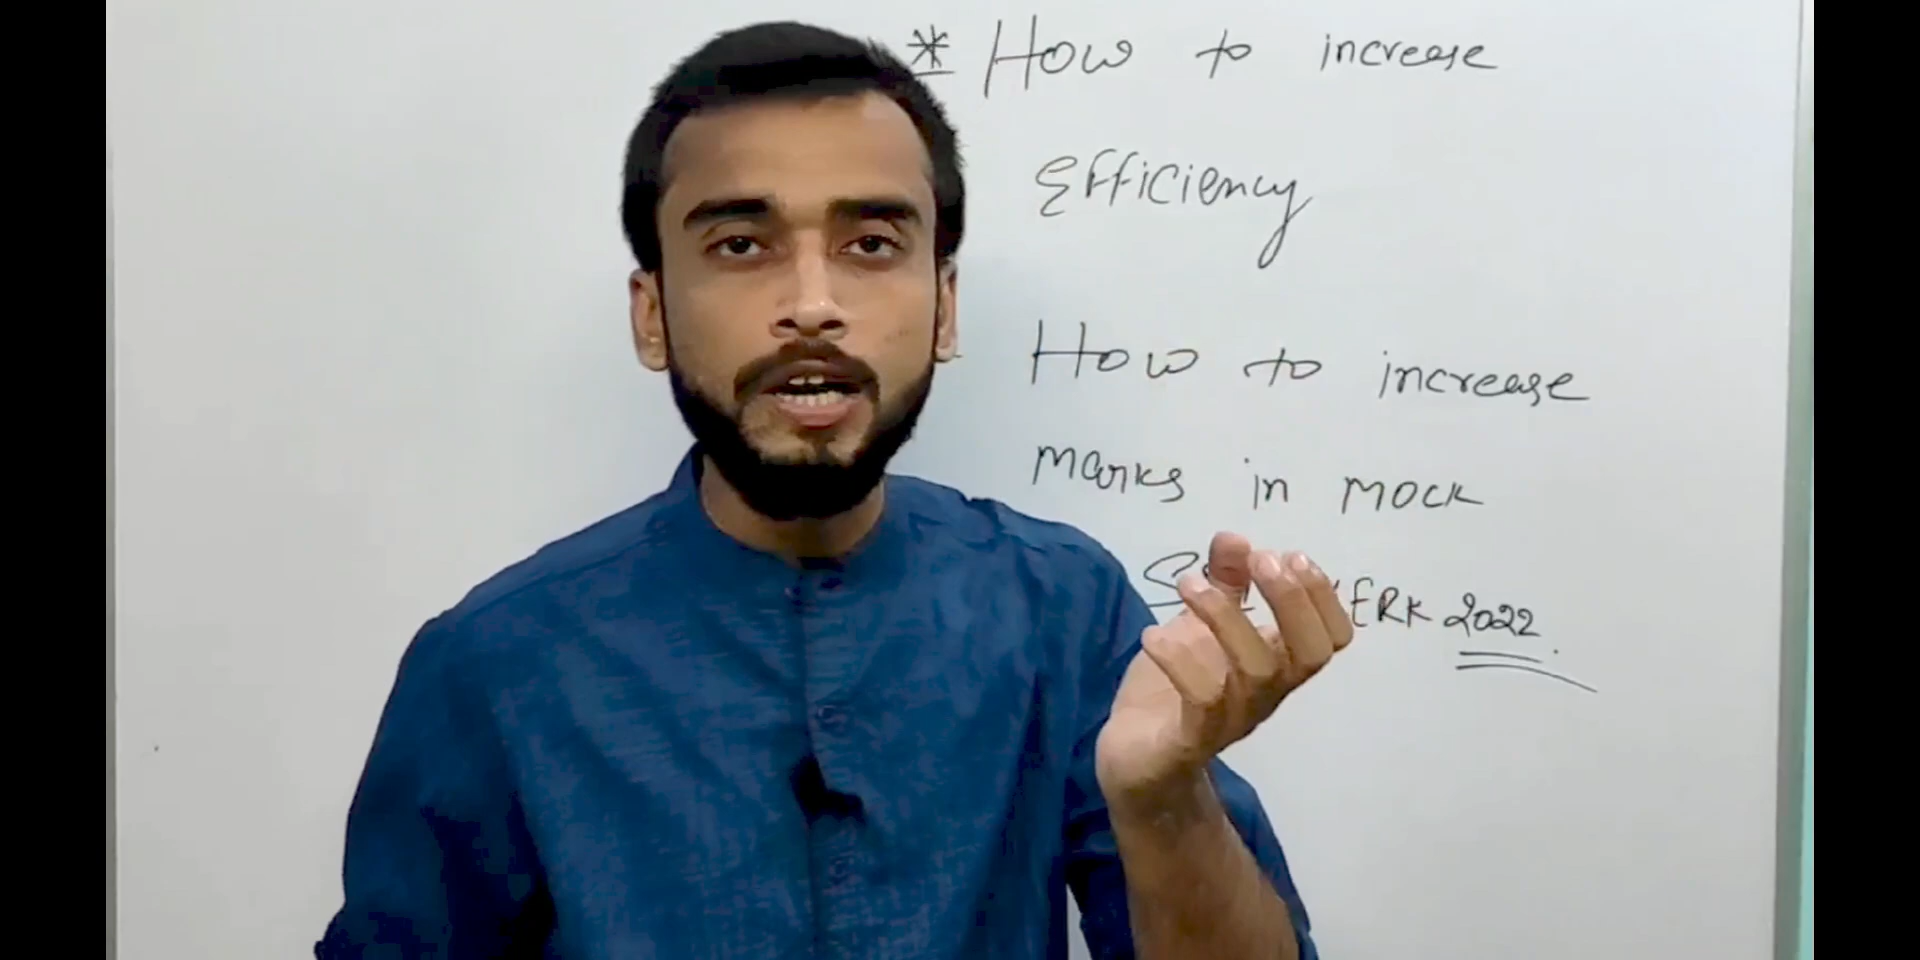 * How to increase
Efficiency
How to increase
marks in mock
ERK 2022